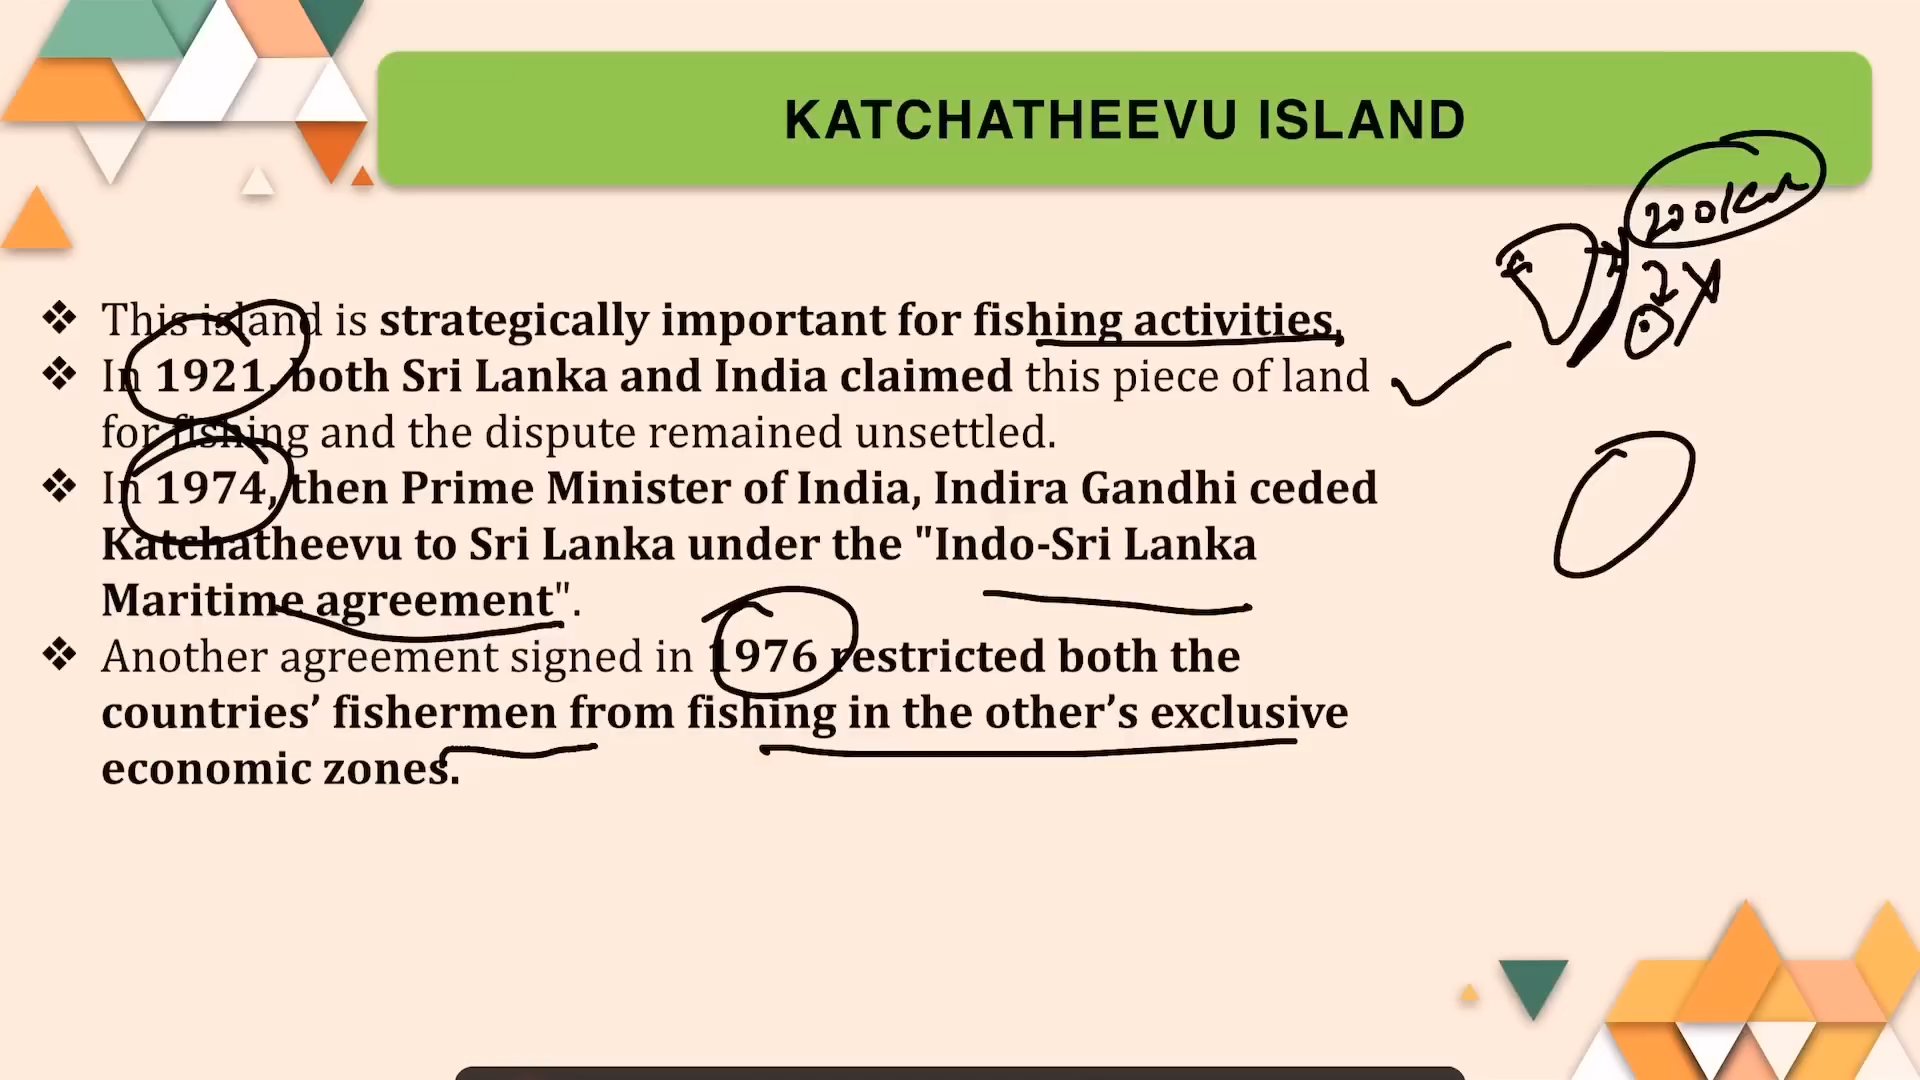 KATCHATHEEVU ISLAND
200km
❖ This island is strategically important for fishing activities.
❖ In 1921, both Sri Lanka and India claimed this piece of land
for fishing and the dispute remained unsettled.
❖ In 1974, then Prime Minister of India, Indira Gandhi ceded
Katchatheevu to Sri Lanka under the "Indo-Sri Lanka
Maritime agreement".
❖ Another agreement signed in 1976 restricted both the
countries’ fishermen from fishing in the other’s exclusive
economic zones.